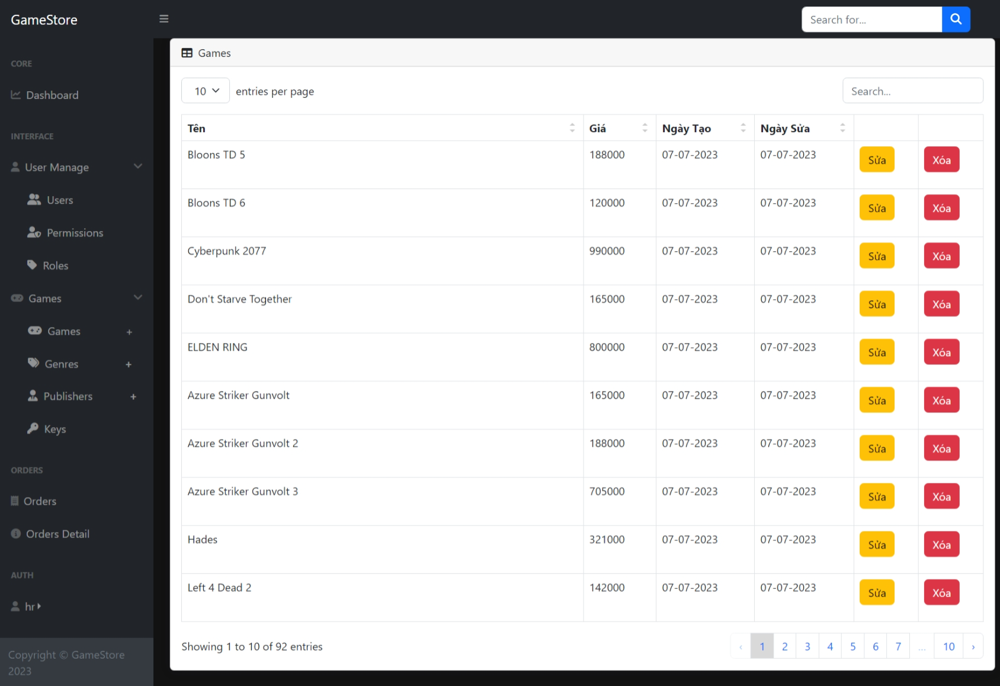 GameStore
Search for...
CORE
Dashboard
INTERFACE
User Manage
Users
Permissions
Roles
Games
Games +
Genres +
Publishers +
Keys
ORDERS
Orders
Orders Detail
AUTH
hr
Copyright © GameStore
2023
Games
10 entries per page
Search...
Tên Giá Ngày Tạo Ngày Sửa
Bloons TD 5 188000 07-07-2023 07-07-2023 Sửa Xóa
Bloons TD 6 120000 07-07-2023 07-07-2023 Sửa Xóa
Cyberpunk 2077 990000 07-07-2023 07-07-2023 Sửa Xóa
Don't Starve Together 165000 07-07-2023 07-07-2023 Sửa Xóa
ELDEN RING 800000 07-07-2023 07-07-2023 Sửa Xóa
Azure Striker Gunvolt 165000 07-07-2023 07-07-2023 Sửa Xóa
Azure Striker Gunvolt 2 188000 07-07-2023 07-07-2023 Sửa Xóa
Azure Striker Gunvolt 3 705000 07-07-2023 07-07-2023 Sửa Xóa
Hades 321000 07-07-2023 07-07-2023 Sửa Xóa
Left 4 Dead 2 142000 07-07-2023 07-07-2023 Sửa Xóa
Showing 1 to 10 of 92 entries
‹ 1 2 3 4 5 6 7 ... 10 ›